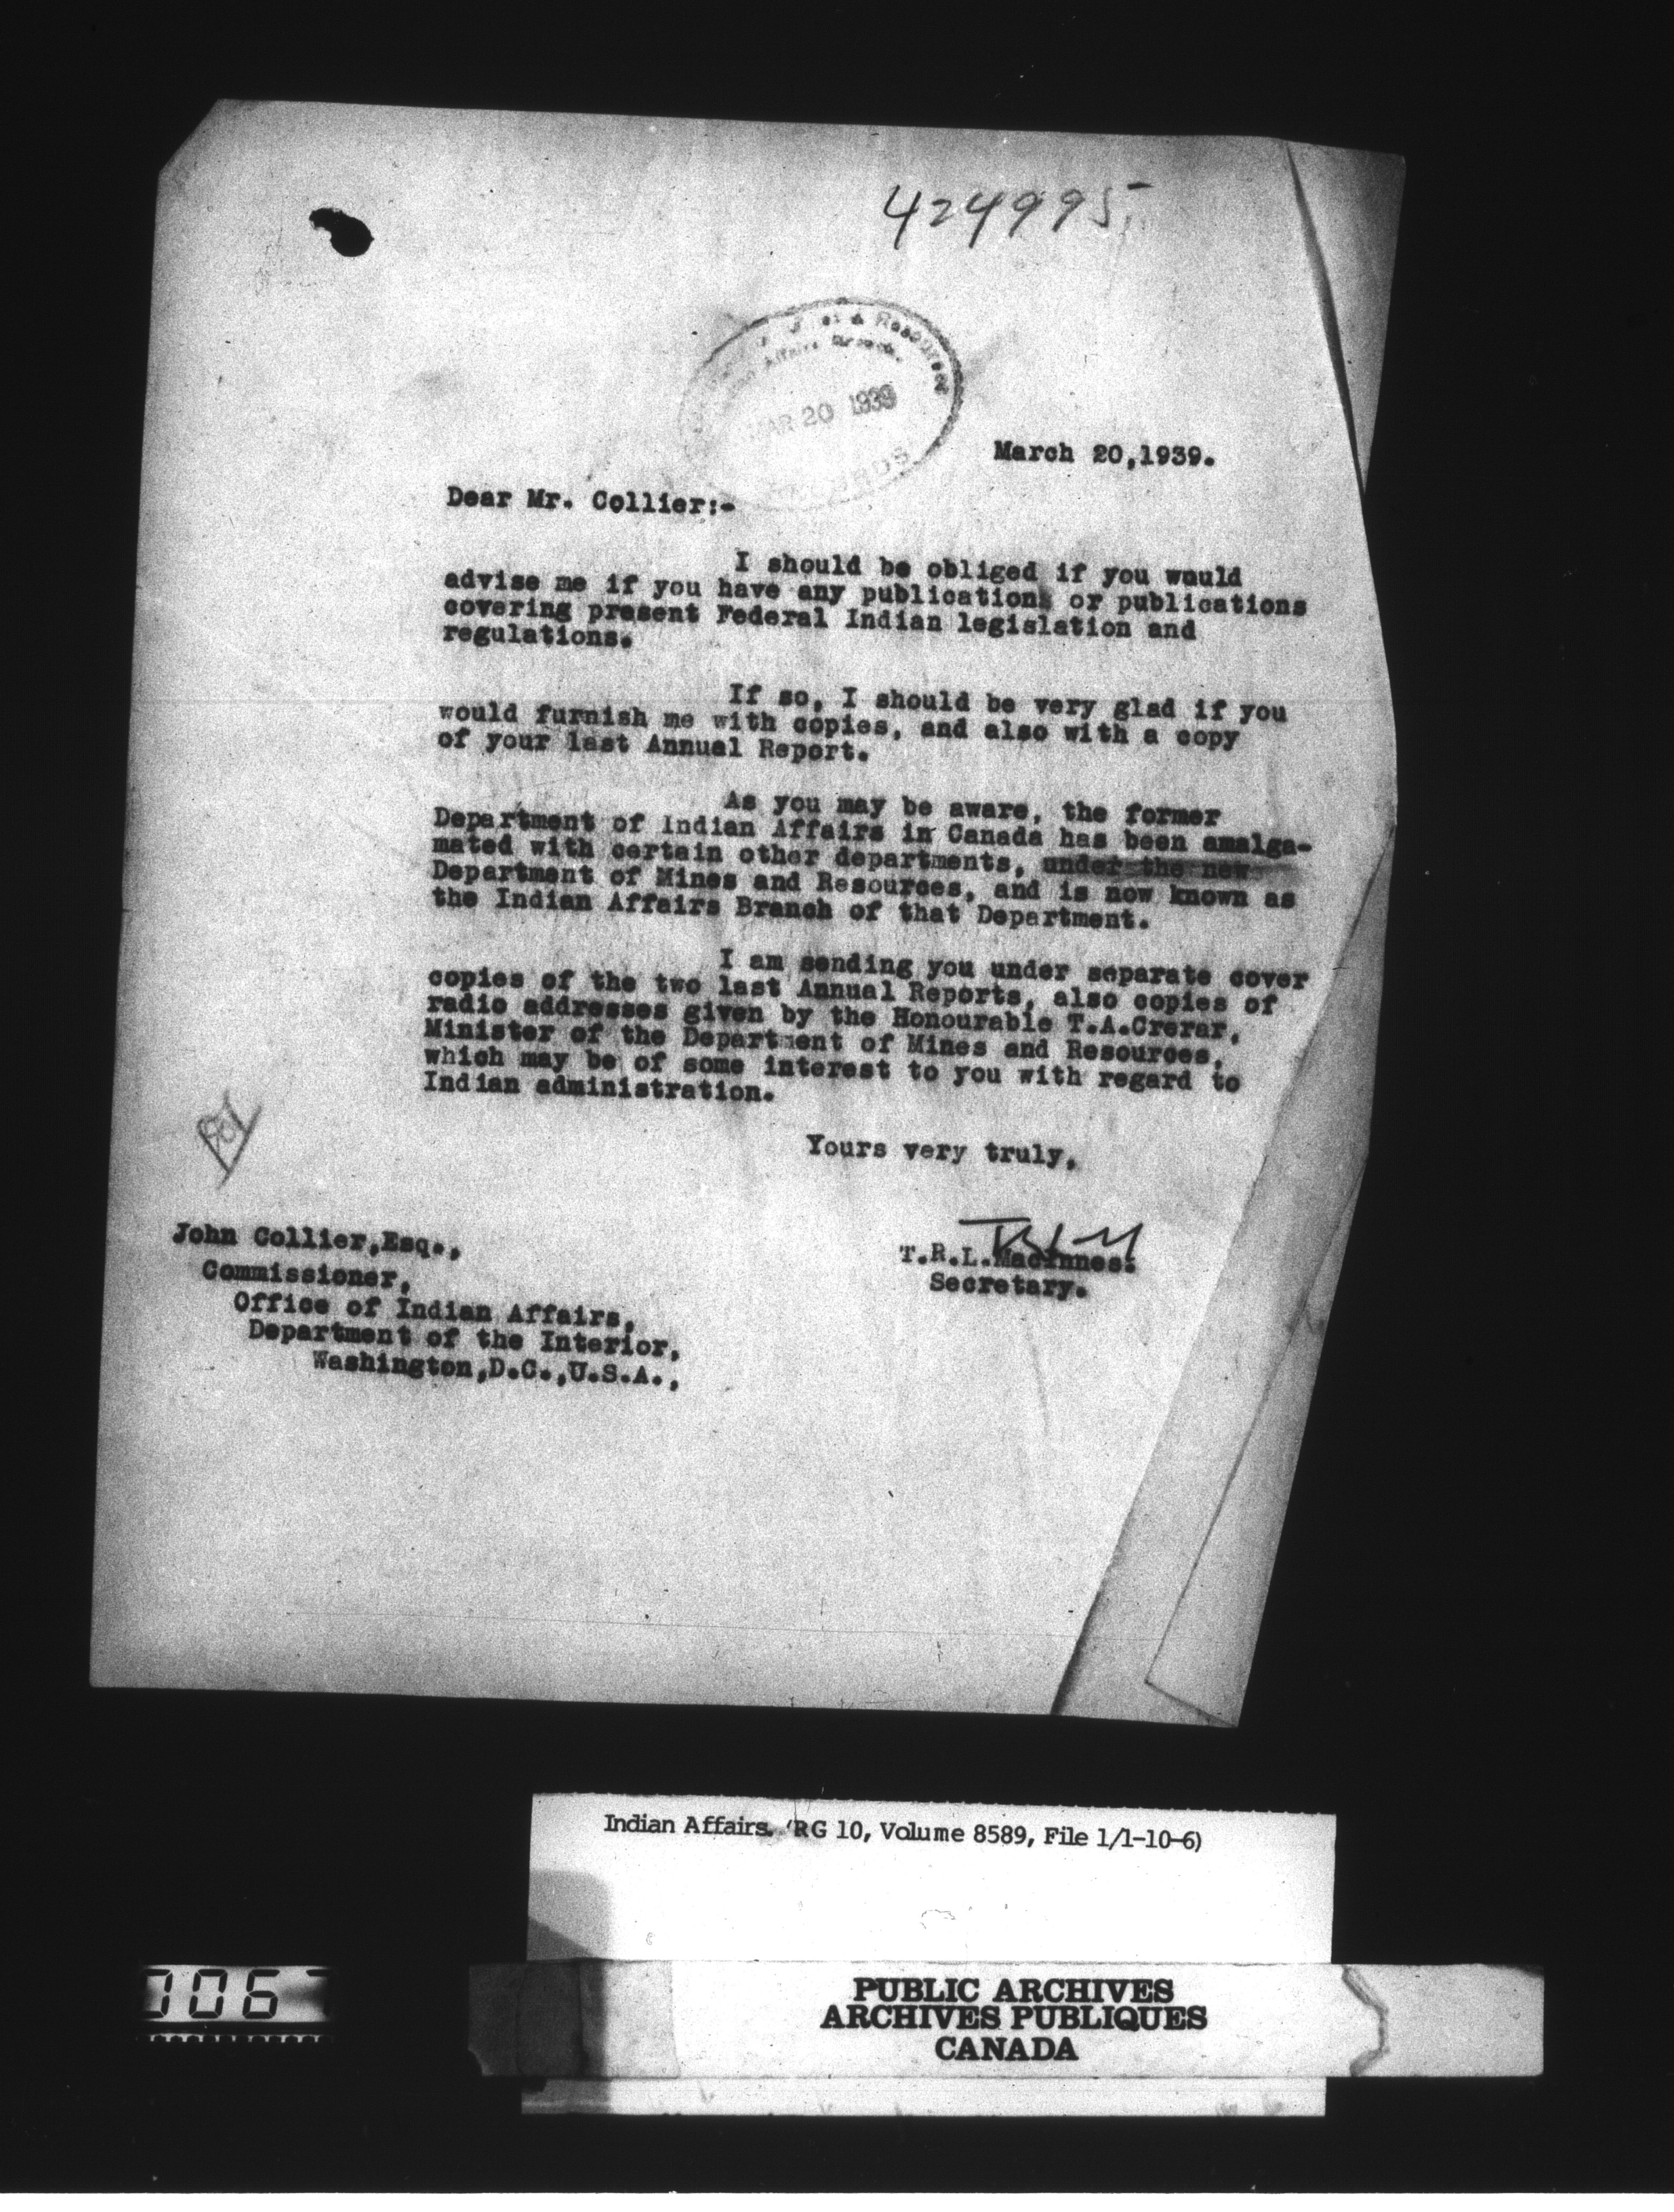 424995
& Resources
Affairs Branch
MAR 20 1939
RECORDS
March 20,1939.
Dear Mr. Collier:-
I should be obliged if you would
advise me if you have any publications or publications
covering present Federal Indian legislation and
regulations.
If so, I should be very glad if you
would furnish me with copies, and also with a copy
of your last Annual Report.
As you may be aware, the former
Department of Indian Affairs in Canada has been amalga-
mated with certain other departments, under the new
Department of Mines and Resources, and is now known as
the Indian Affairs Branch of that Department.
I am sending you under separate cover
copies of the two last Annual Reports, also copies of
radio addresses given by the Honourable T.A.Crerar,
Minister of the Department of Mines and Resources,
which may be of some interest to you with regard to
Indian administration.
Yours very truly,
T.R.L.MacInnes.
Secretary.
John Collier,Esq.,
Commissioner,
Office of Indian Affairs,
Department of the Interior,
Washington,D.C.,U.S.A.,
Indian Affairs. (RG 10, Volume 8589, File 1/1-10-6)
PUBLIC ARCHIVES
ARCHIVES PUBLIQUES
CANADA